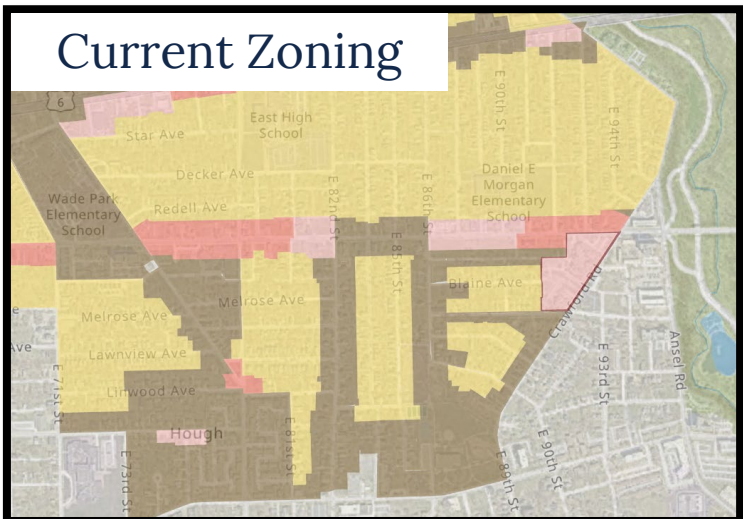 Current Zoning
6
Star Ave
East High
School
E 90th St
E 94th St
Decker Ave
Daniel E
Morgan
Elementary
School
Wade Park
Elementary
School
Redell Ave
E 82nd St
E 86th St
E 85th St
Blaine Ave
Melrose Ave
Melrose Ave
Crawford Rd
Ave
Lawnview Ave
Linwood Ave
E 71st St
E 93rd St
Ansel Rd
Hough
E 81st St
E 73rd St
E 89th St
E 90th St